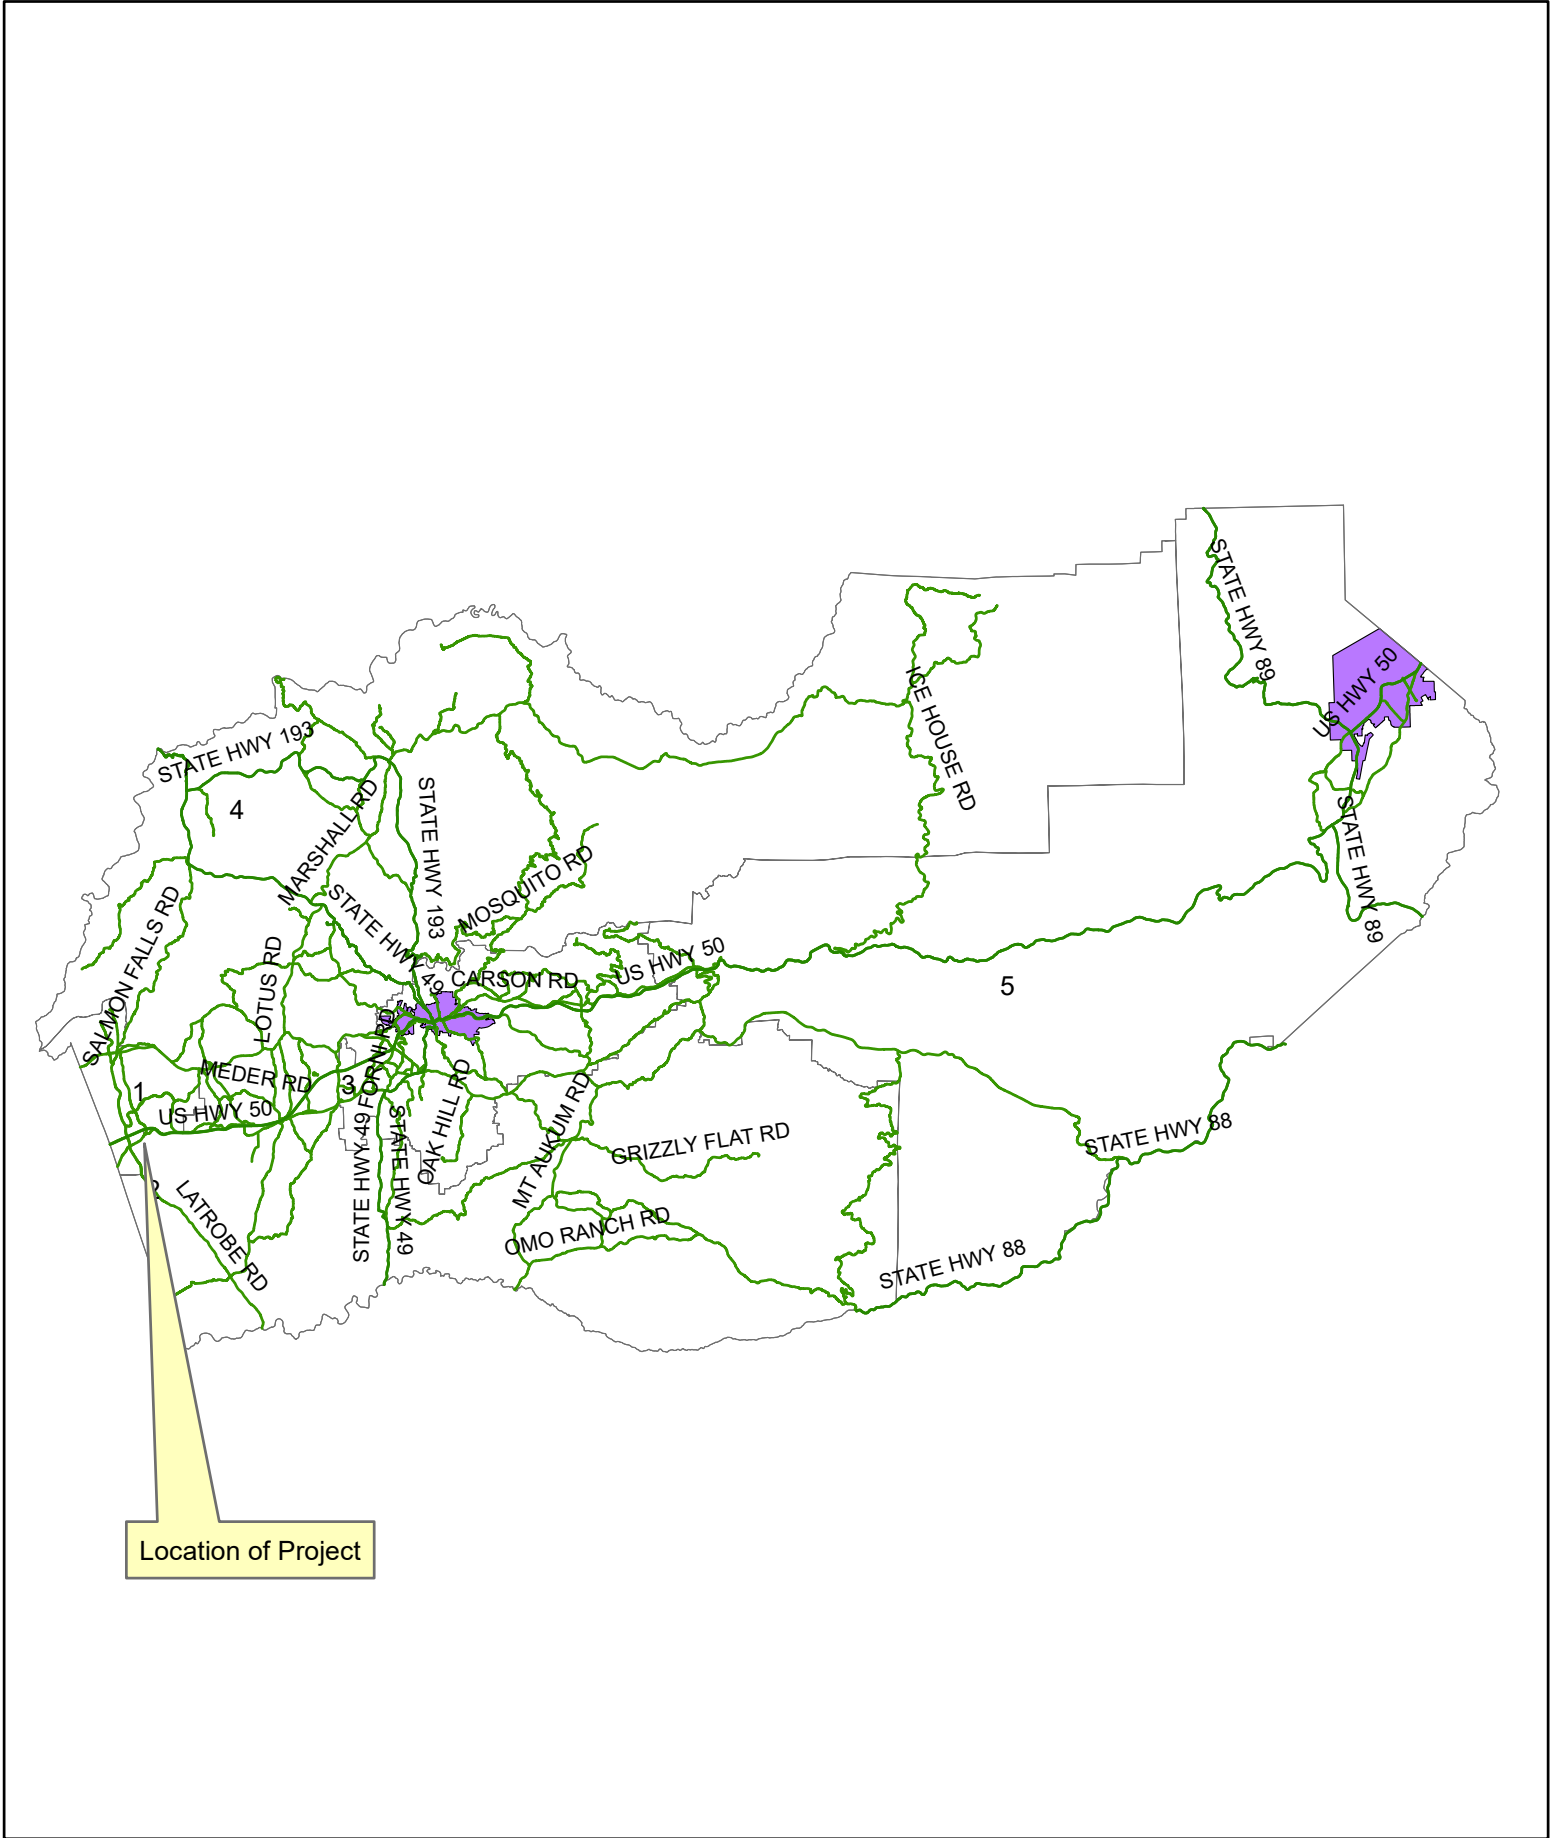 STATE HWY 89
US HWY 50
ICE HOUSE RD
STATE HWY 193
4
MARSHALL RD
STATE HWY 193
STATE HWY 89
MOSQUITO RD
SALMON FALLS RD
STATE HWY 49
LOTUS RD
CARSON RD
US HWY 50
5
MEDER RD
1
3
FORNI RD
US HWY 50
OAK HILL RD
MT AUKUM RD
GRIZZLY FLAT RD
STATE HWY 88
STATE HWY 49
STATE HWY 49
LATROBE RD
OMO RANCH RD
STATE HWY 88
Location of Project